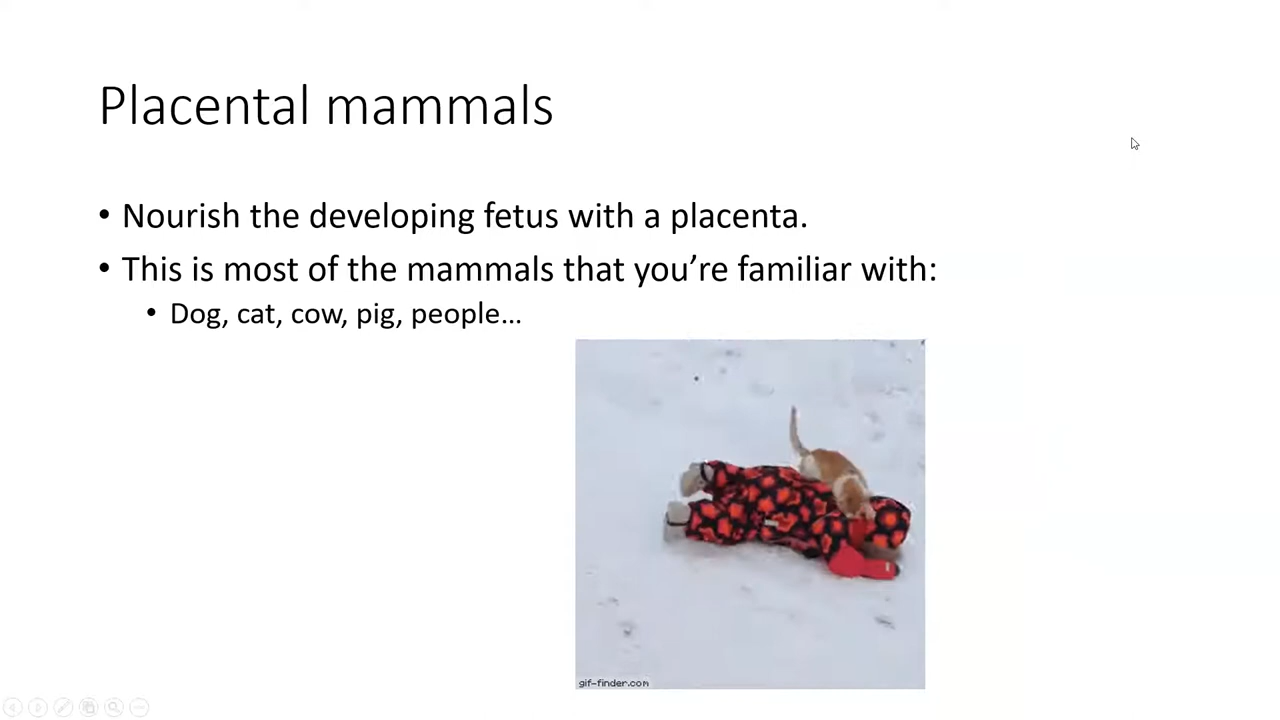 Placental mammals
• Nourish the developing fetus with a placenta.
• This is most of the mammals that you’re familiar with:
• Dog, cat, cow, pig, people…
gif-finder.com